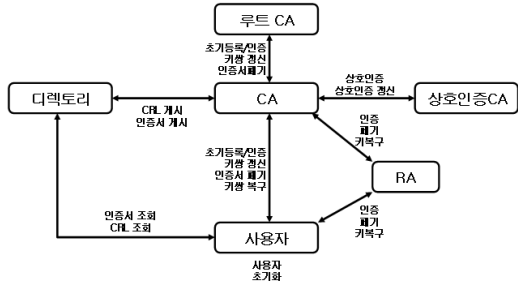 루트 CA
초기등록/인증
키쌍 갱신
인증서폐기
디렉토리
CA
상호인증CA
상호인증
상호인증 갱신
CRL 게시
인증서 게시
인증
폐기
키복구
초기등록/인증
키쌍 갱신
인증서 폐기
키쌍 복구
RA
인증서 조회
CRL 조회
인증
폐기
키복구
사용자
사용자
초기화